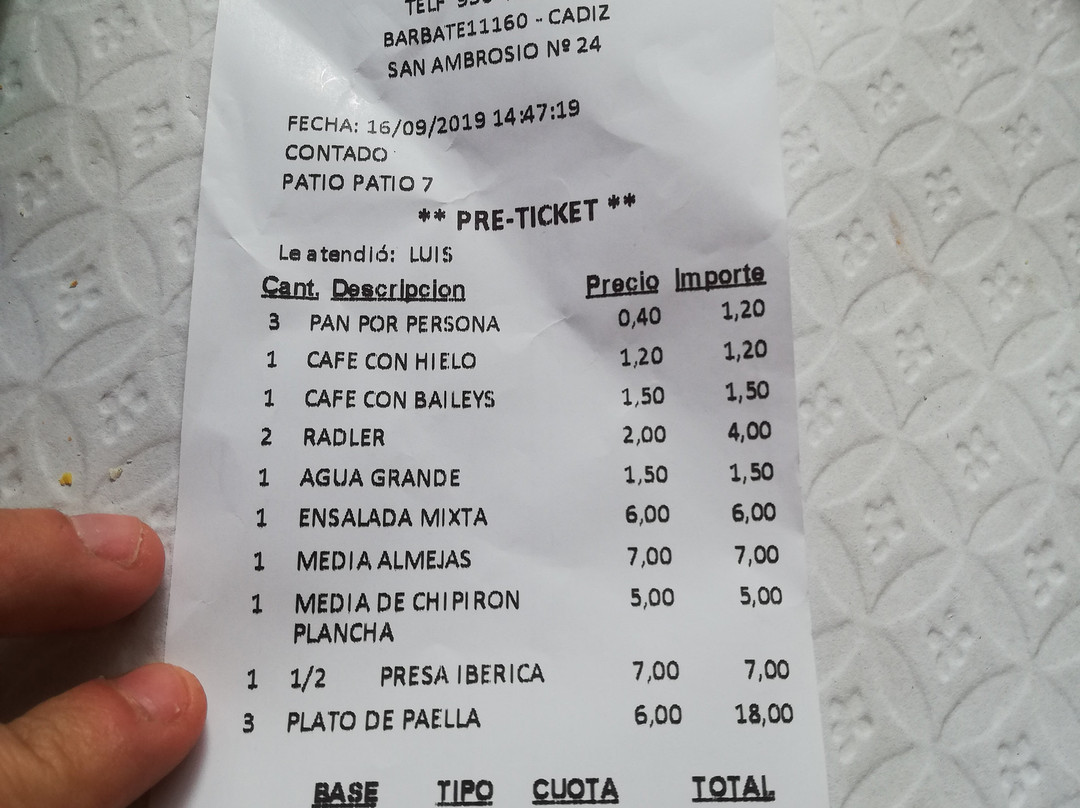 TELF
BARBATE11160 - CADIZ
SAN AMBROSIO Nº 24
FECHA: 16/09/2019 14:47:19
CONTADO
PATIO PATIO 7
** PRE-TICKET **
Le atendió: LUIS
Cant. Descripcion Precio Importe
3 PAN POR PERSONA 0,40 1,20
1 CAFE CON HIELO 1,20 1,20
1 CAFE CON BAILEYS 1,50 1,50
2 RADLER 2,00 4,00
1 AGUA GRANDE 1,50 1,50
1 ENSALADA MIXTA 6,00 6,00
1 MEDIA ALMEJAS 7,00 7,00
1 MEDIA DE CHIPIRON 5,00 5,00
PLANCHA
1 1/2 PRESA IBERICA 7,00 7,00
3 PLATO DE PAELLA 6,00 18,00
BASE TIPO CUOTA TOTAL